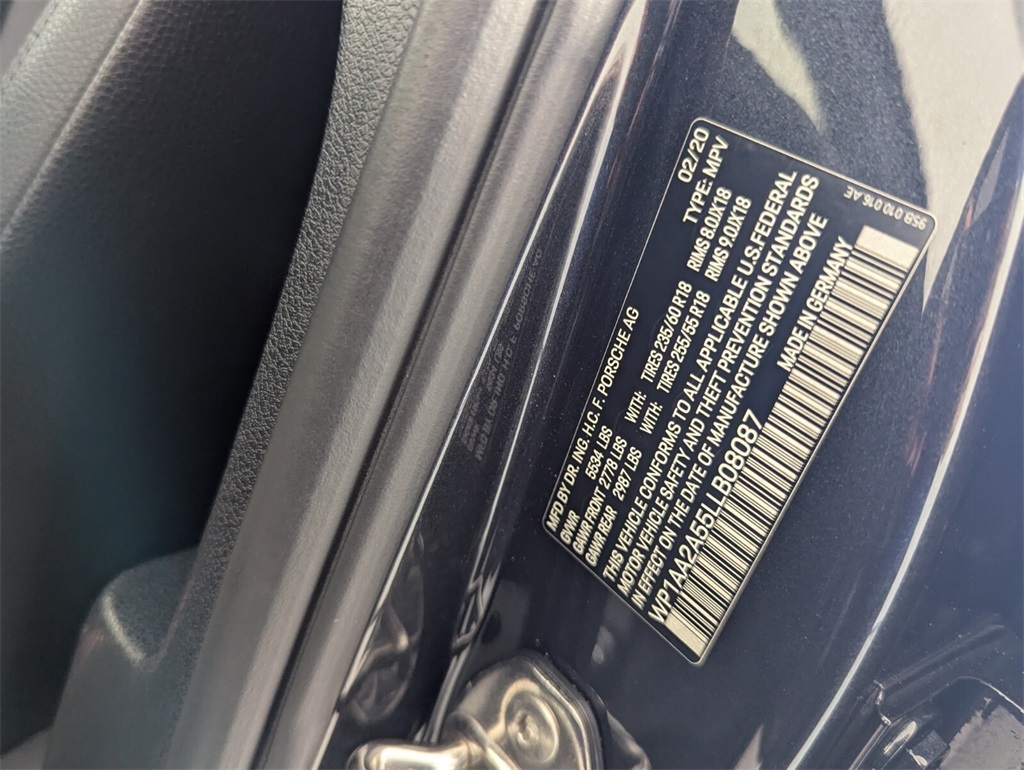 MFD BY DR. ING. H.C. F. PORSCHE AG 02/20
GVWR 5534 LBS TYPE: MPV
GAWR FRONT 2778 LBS WITH: TIRES 235/60 R18 RIMS 8.0JX18
GAWR REAR 2987 LBS WITH: TIRES 255/55 R18 RIMS 9.0JX18
THIS VEHICLE CONFORMS TO ALL APPLICABLE U.S. FEDERAL
MOTOR VEHICLE SAFETY AND THEFT PREVENTION STANDARDS
IN EFFECT ON THE DATE OF MANUFACTURE SHOWN ABOVE
WP1AA2A55LLB08087 MADE IN GERMANY
95B.010.016.AE